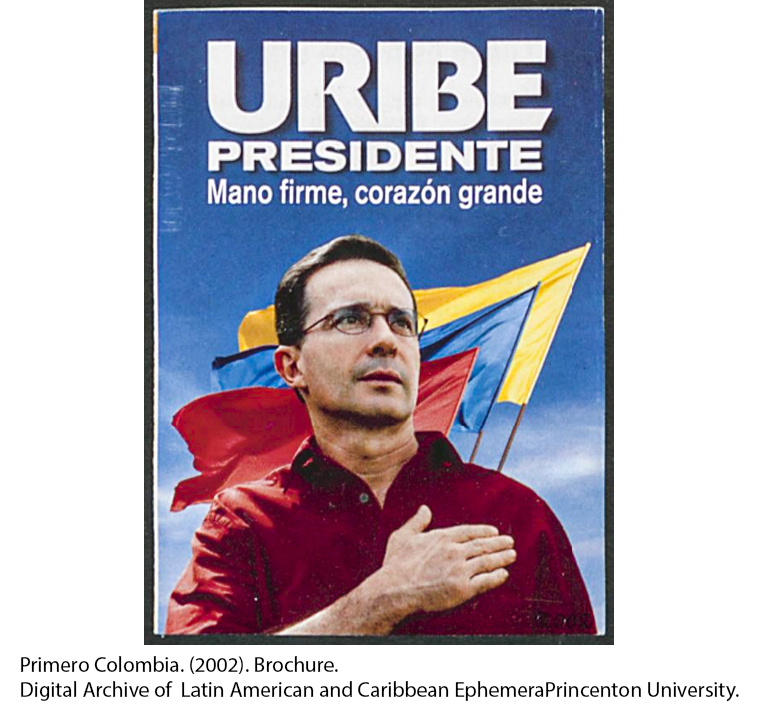 URIBE
PRESIDENTE
Mano firme, corazón grande
Primero Colombia. (2002). Brochure.
Digital Archive of Latin American and Caribbean EphemeraPrincenton University.